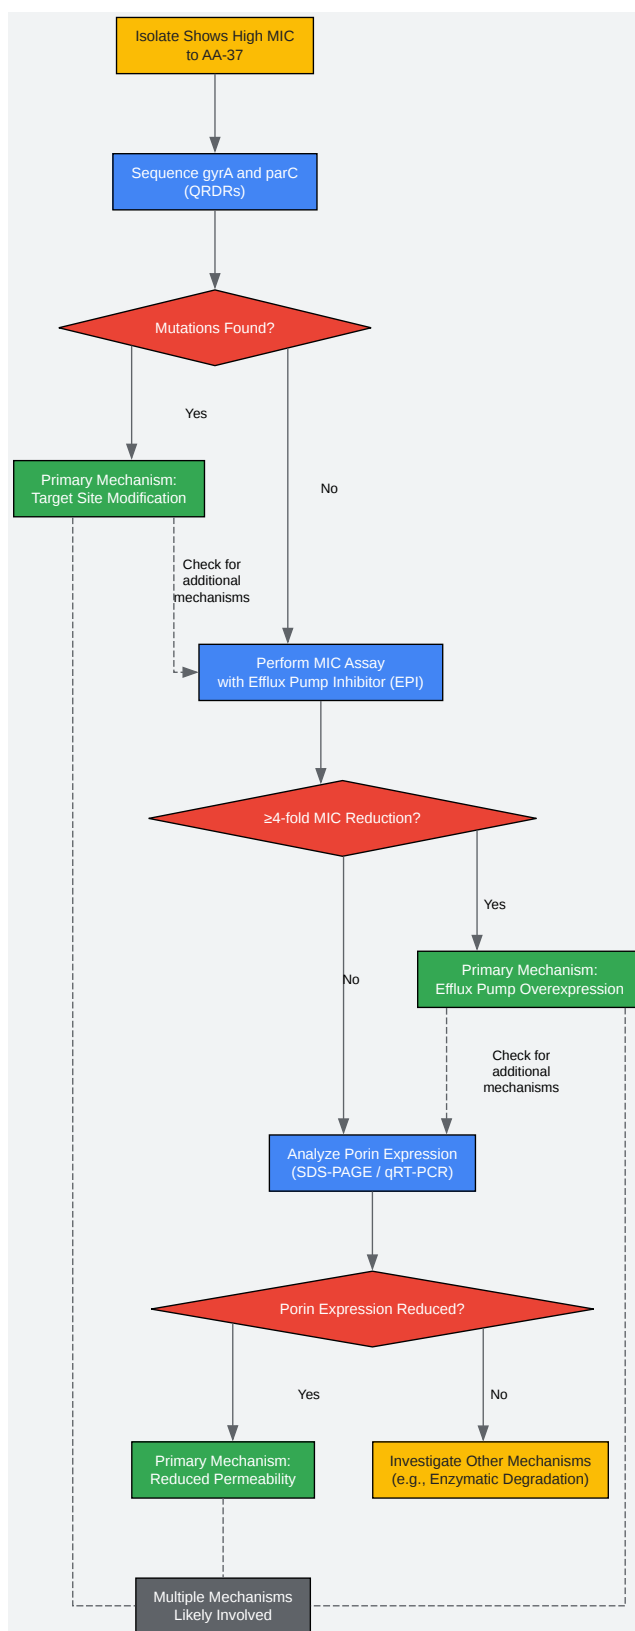 Isolate Shows High MIC
to AA-37
Sequence gyrA and parC
(QRDRs)
Mutations Found?
Yes
Primary Mechanism:
Target Site Modification
No
Check for
additional
mechanisms
Perform MIC Assay
with Efflux Pump Inhibitor (EPI)
≥4-fold MIC Reduction?
Yes
No
Primary Mechanism:
Efflux Pump Overexpression
Check for
additional
mechanisms
Analyze Porin Expression
(SDS-PAGE / qRT-PCR)
Porin Expression Reduced?
Yes
No
Primary Mechanism:
Reduced Permeability
Investigate Other Mechanisms
(e.g., Enzymatic Degradation)
Multiple Mechanisms
Likely Involved